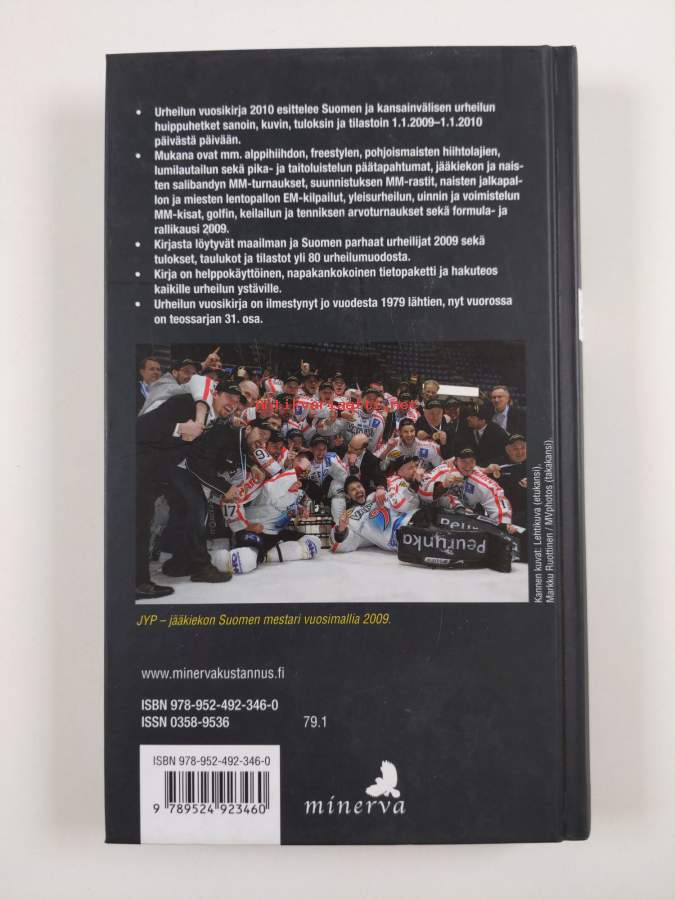 • Urheilun vuosikirja 2010 esittelee Suomen ja kansainvälisen urheilun
huippuhetket sanoin, kuvin, tuloksin ja tilastoin 1.1.2009–1.1.2010
päivästä päivään.
• Mukana ovat mm. alppihiihdon, freestylen, pohjoismaisten hiihtolajien,
lumilautailun sekä pika- ja taitoluistelun päätapahtumat, jääkiekon ja nais-
ten salibandyn MM-turnaukset, suunnistuksen MM-rastit, naisten jalkapal-
lon ja miesten lentopallon EM-kilpailut, yleisurheilun, uinnin ja voimistelun
MM-kisat, golfin, keilailun ja tenniksen arvoturnaukset sekä formula- ja
rallikausi 2009.
• Kirjasta löytyvät maailman ja Suomen parhaat urheilijat 2009 sekä
tulokset, taulukot ja tilastot yli 80 urheilumuodosta.
• Kirja on helppokäyttöinen, napakankokoinen tietopaketti ja hakuteos
kaikille urheilun ystäville.
• Urheilun vuosikirja on ilmestynyt jo vuodesta 1979 lähtien, nyt vuorossa
on teossarjan 31. osa.
17
Peurunka
Kannen kuvat: Lehtikuva (etukansi),
Markku Ruottinen / MVphotos (takakansi).
JYP – jääkiekon Suomen mestari vuosimallia 2009.
www.minervakustannus.fi
ISBN 978-952-492-346-0
ISSN 0358-9536 79.1
ISBN 978-952-492-346-0
9 789524 923460
minerva